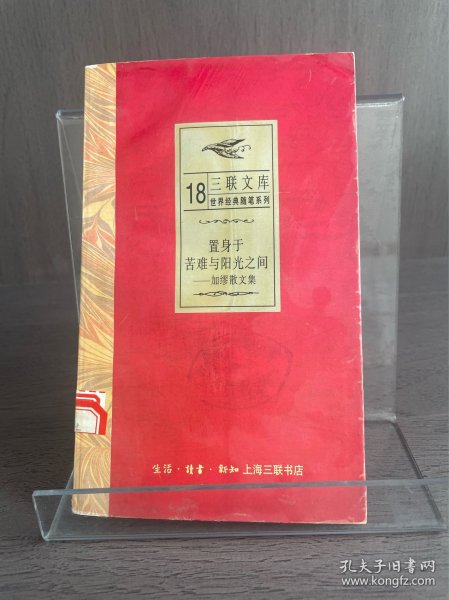 18
三联文库
世界经典随笔系列
置身于
苦难与阳光之间
——加缪散文集
生活·讀書·新知 上海三联书店
孔夫子旧书网
www.kongfz.com